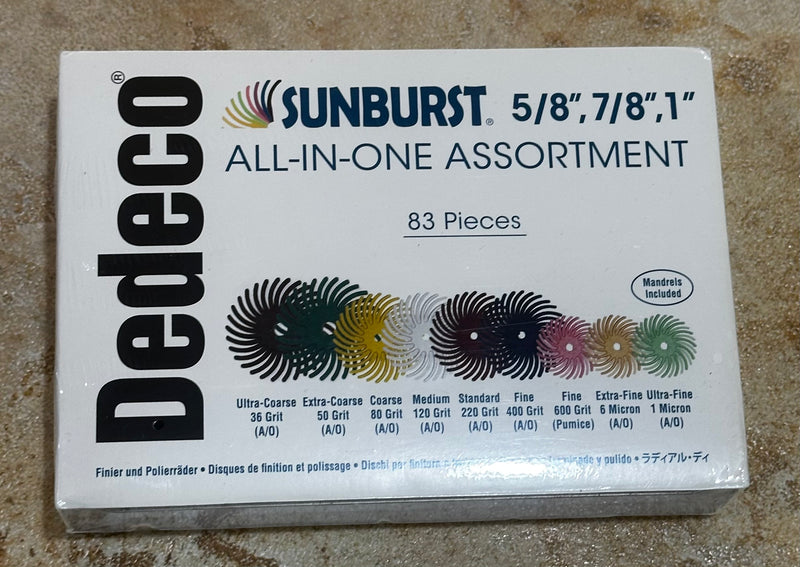 Dedeco®
SUNBURST® 5/8”, 7/8”, 1”
ALL-IN-ONE ASSORTMENT
83 Pieces
Mandrels
Included
Ultra-Coarse
36 Grit
(A/O)
Extra-Coarse
50 Grit
(A/O)
Coarse
80 Grit
(A/O)
Medium
120 Grit
(A/O)
Standard
220 Grit
(A/O)
Fine
400 Grit
(A/O)
Fine
600 Grit
(Pumice)
Extra-Fine
6 Micron
(A/O)
Ultra-Fine
1 Micron
(A/O)
Finier und Polierräder • Disques de finition et polissage • Dischi per finitura y pulido • ラディアル・ディ